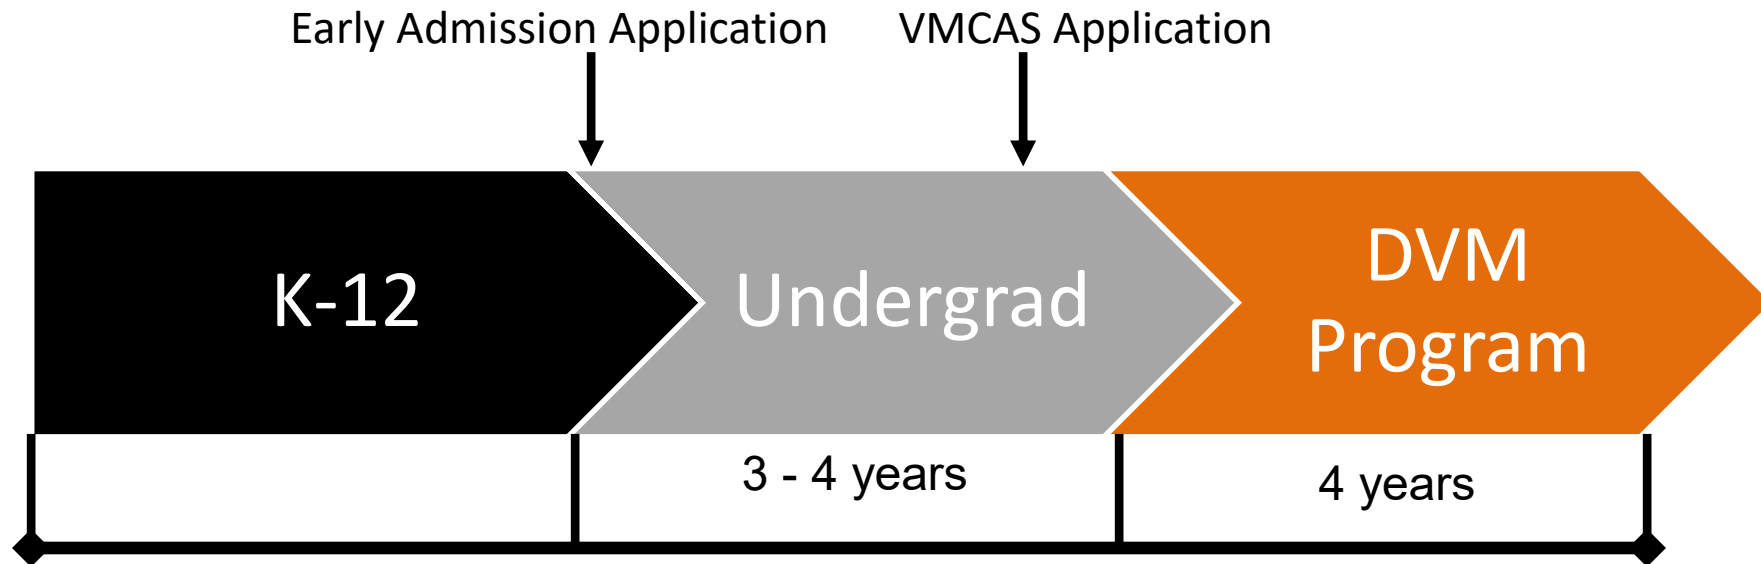 Early Admission Application
VMCAS Application
K-12
Undergrad
DVM
Program
3 - 4 years
4 years